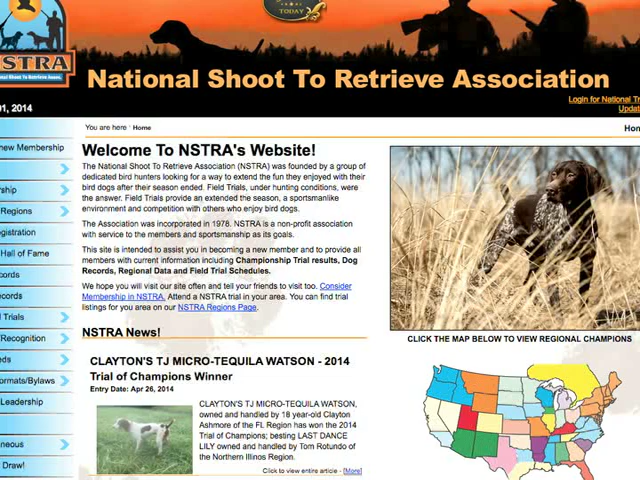 TODAY
NSTRA
National Shoot To Retrieve Association
01, 2014
Login for National Tr
Updat
You are here
Home
Hom
new Membership
rship
Regions
gistration
Hall of Fame
cords
ecords
Trials
Recognition
eds
ormats/Bylaws
Leadership
neous
Draw!
Welcome To NSTRA's Website!
The National Shoot To Retrieve Association (NSTRA) was founded by a group of
dedicated bird hunters looking for a way to extend the fun they enjoyed with their
bird dogs after their season ended. Field Trials, under hunting conditions, were
the answer. Field Trials provide an extended the season, a sportsmanlike
environment and competition with others who enjoy bird dogs.
The Association was incorporated in 1978. NSTRA is a non-profit association
with service to the members and sportsmanship as its goals.
This site is intended to assist you in becoming a new member and to provide all
members with current information including Championship Trial results, Dog
Records, Regional Data and Field Trial Schedules.
We hope you will visit our site often and tell your friends to visit too. Consider
Membership in NSTRA. Attend a NSTRA trial in your area. You can find trial
listings for you area on our NSTRA Regions Page.
NSTRA News!
CLAYTON'S TJ MICRO-TEQUILA WATSON - 2014
Trial of Champions Winner
Entry Date: Apr 26, 2014
CLAYTON'S TJ MICRO-TEQUILA WATSON,
owned and handled by 18 year-old Clayton
Ashmore of the FL Region has won the 2014
Trial of Champions; besting LAST DANCE
LILY owned and handled by Tom Rotundo of
the Northern Illinois Region.
Click to view entire article - [More]
CLICK THE MAP BELOW TO VIEW REGIONAL CHAMPIONS